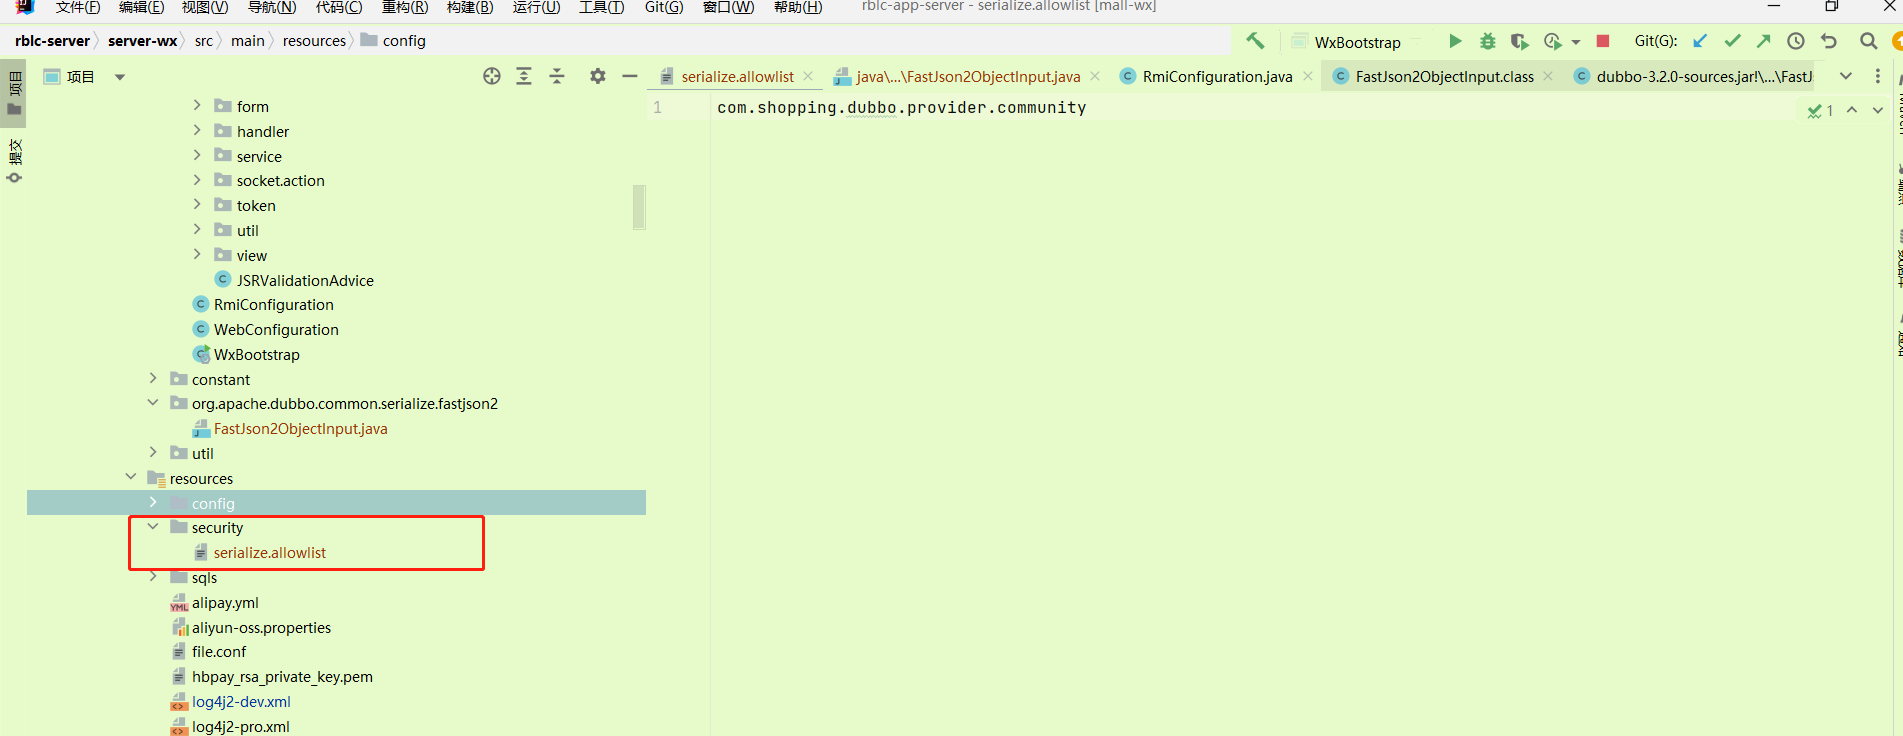 文件(F) 编辑(E) 视图(V) 导航(N) 代码(C) 重构(R) 构建(B) 运行(U) 工具(T) Git(G) 窗口(W) 帮助(H) rblc-app-server - serialize.allowlist [mall-wx]
rblc-server server-wx src main resources config WxBootstrap Git(G):
项目 serialize.allowlist java\...\FastJson2ObjectInput.java RmiConfiguration.java FastJson2ObjectInput.class dubbo-3.2.0-sources.jar!\...\FastJ
项目
提交
form
handler
service
socket.action
token
util
view
JSRValidationAdvice
RmiConfiguration
WebConfiguration
WxBootstrap
constant
org.apache.dubbo.common.serialize.fastjson2
FastJson2ObjectInput.java
util
resources
config
security
serialize.allowlist
sqls
alipay.yml
aliyun-oss.properties
file.conf
hbpay_rsa_private_key.pem
log4j2-dev.xml
log4j2-pro.xml
1 com.shopping.dubbo.provider.community
1